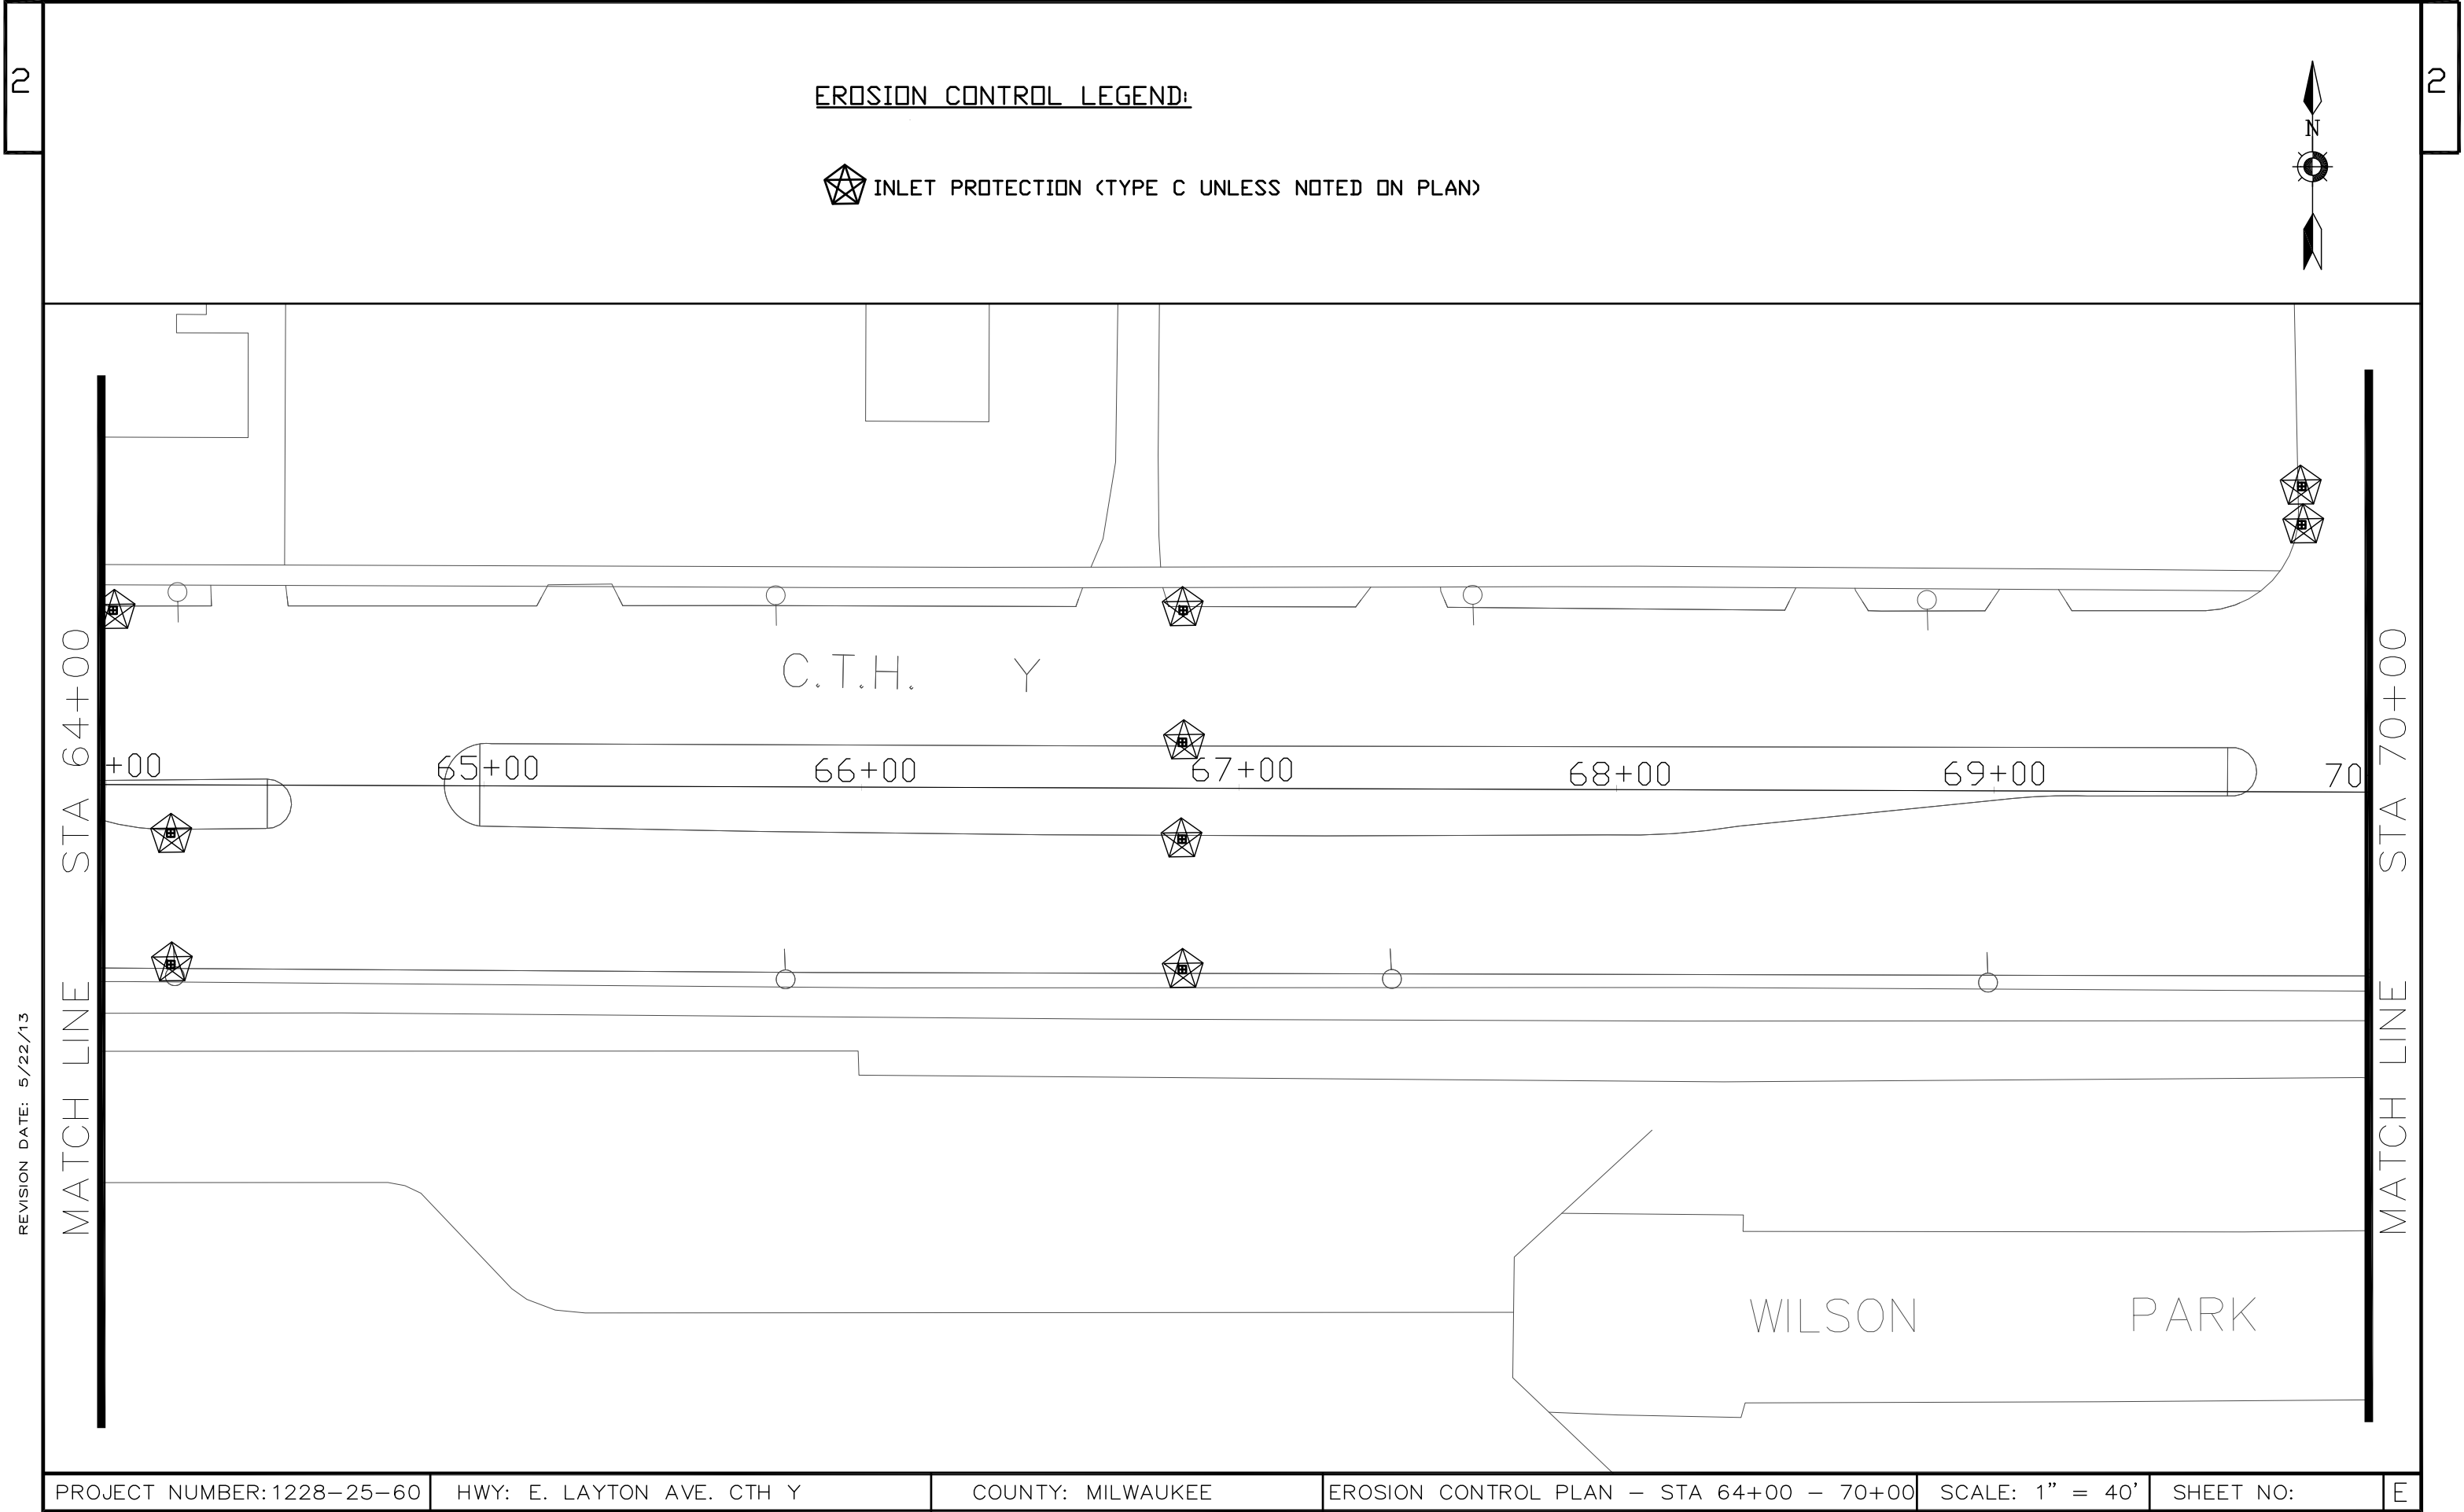 2
2
EROSION CONTROL LEGEND:
N
INLET PROTECTION (TYPE C UNLESS NOTED ON PLAN)
C.T.H. Y
+00
65+00
66+00
67+00
68+00
69+00
70
MATCH LINE STA 64+00
MATCH LINE STA 70+00
REVISION DATE: 5/22/13
WILSON PARK
PROJECT NUMBER:1228-25-60
HWY: E. LAYTON AVE. CTH Y
COUNTY: MILWAUKEE
EROSION CONTROL PLAN - STA 64+00 - 70+00
SCALE: 1" = 40'
SHEET NO:
E